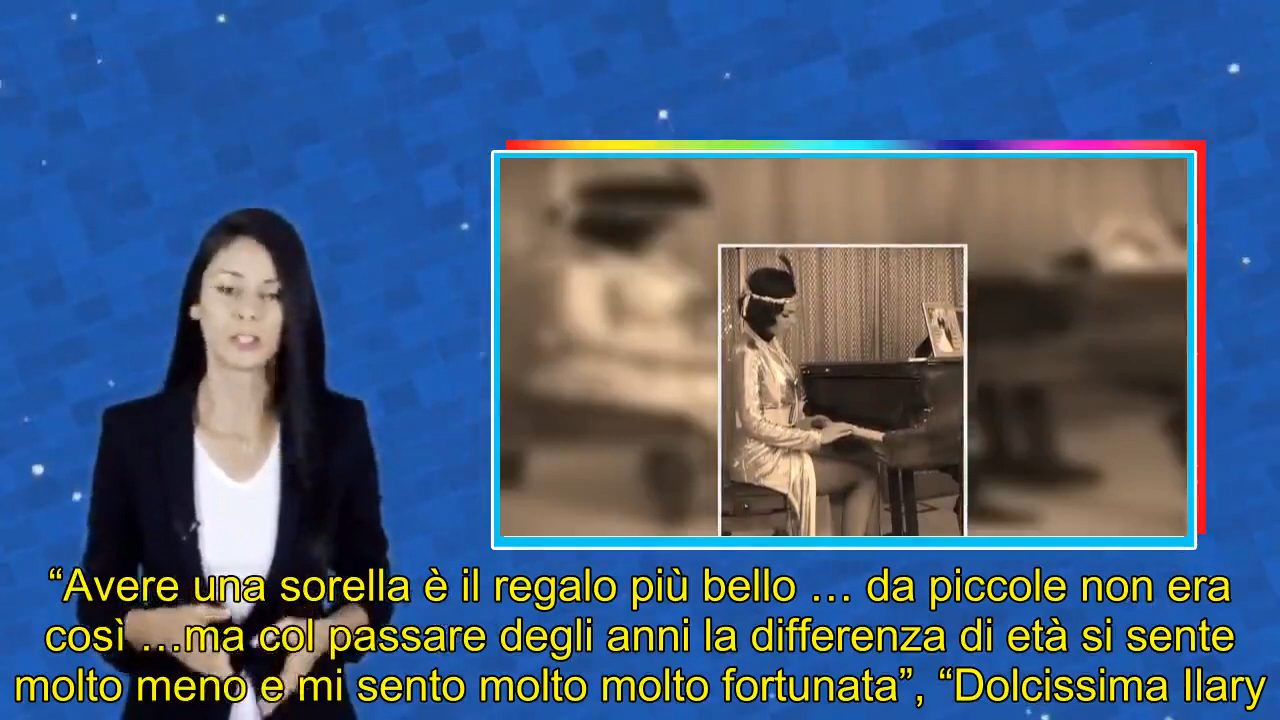 “Avere una sorella è il regalo più bello … da piccole non era
così …ma col passare degli anni la differenza di età si sente
molto meno e mi sento molto molto fortunata”, “Dolcissima Ilary